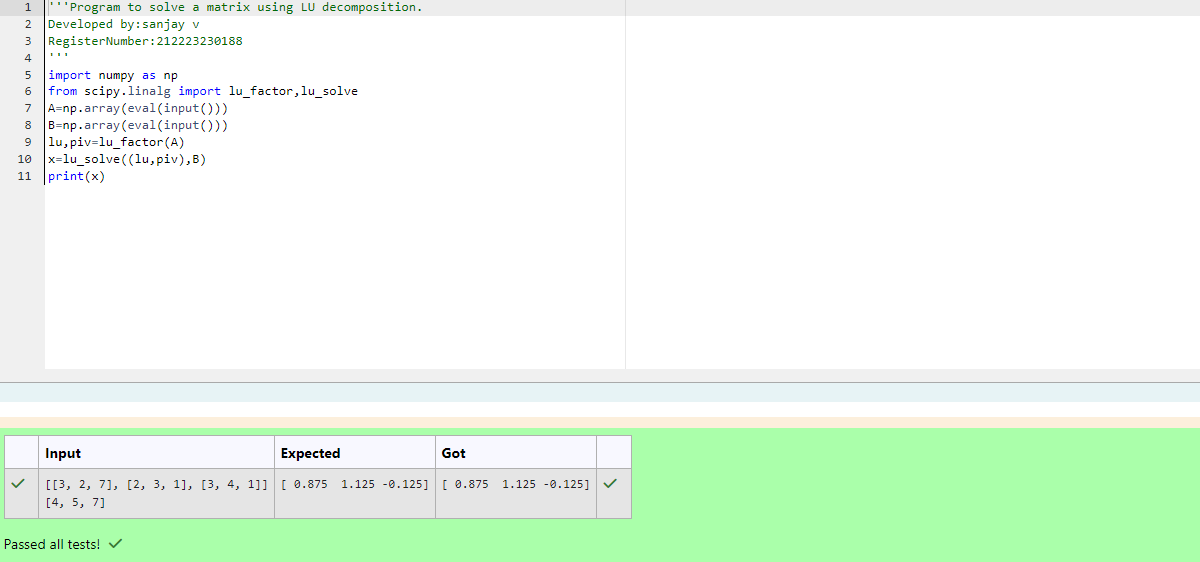 1 '''Program to solve a matrix using LU decomposition.
2 Developed by:sanjay v
3 RegisterNumber:212223230188
4 '''
5 import numpy as np
6 from scipy.linalg import lu_factor,lu_solve
7 A=np.array(eval(input()))
8 B=np.array(eval(input()))
9 lu,piv=lu_factor(A)
10 x=lu_solve((lu,piv),B)
11 print(x)
Input Expected Got
[[3, 2, 7], [2, 3, 1], [3, 4, 1]] [ 0.875  1.125 -0.125] [ 0.875  1.125 -0.125]
[4, 5, 7]
Passed all tests!